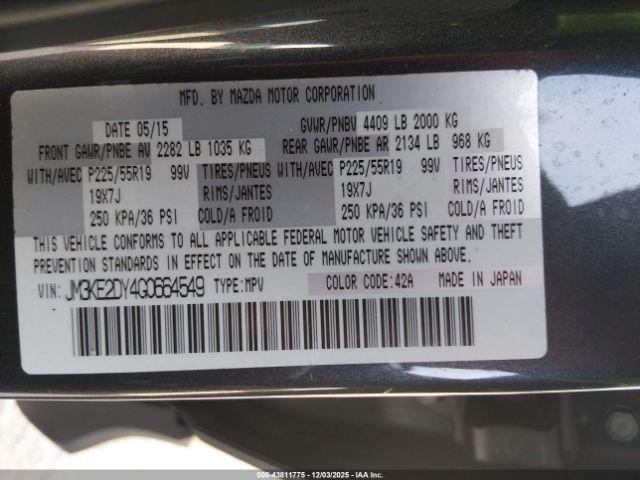 MFD. BY MAZDA MOTOR CORPORATION
DATE 05/15 GVWR/PNBV 4409 LB 2000 KG
FRONT GAWR/PNBE AV 2282 LB 1035 KG REAR GAWR/PNBE AR 2134 LB 968 KG
WITH/AVEC P225/55R19 99V TIRES/PNEUS WITH/AVEC P225/55R19 99V TIRES/PNEUS
19X7J RIMS/JANTES 19X7J RIMS/JANTES
250 KPA/36 PSI COLD/A FROID 250 KPA/36 PSI COLD/A FROID
THIS VEHICLE CONFORMS TO ALL APPLICABLE FEDERAL MOTOR VEHICLE SAFETY AND THEFT
PREVENTION STANDARDS IN EFFECT ON THE DATE OF MANUFACTURE SHOWN ABOVE.
VIN: JM3KE2DY4G0664549 TYPE:MPV COLOR CODE:42A MADE IN JAPAN
000-43811775 - 12/03/2025 - IAA Inc.